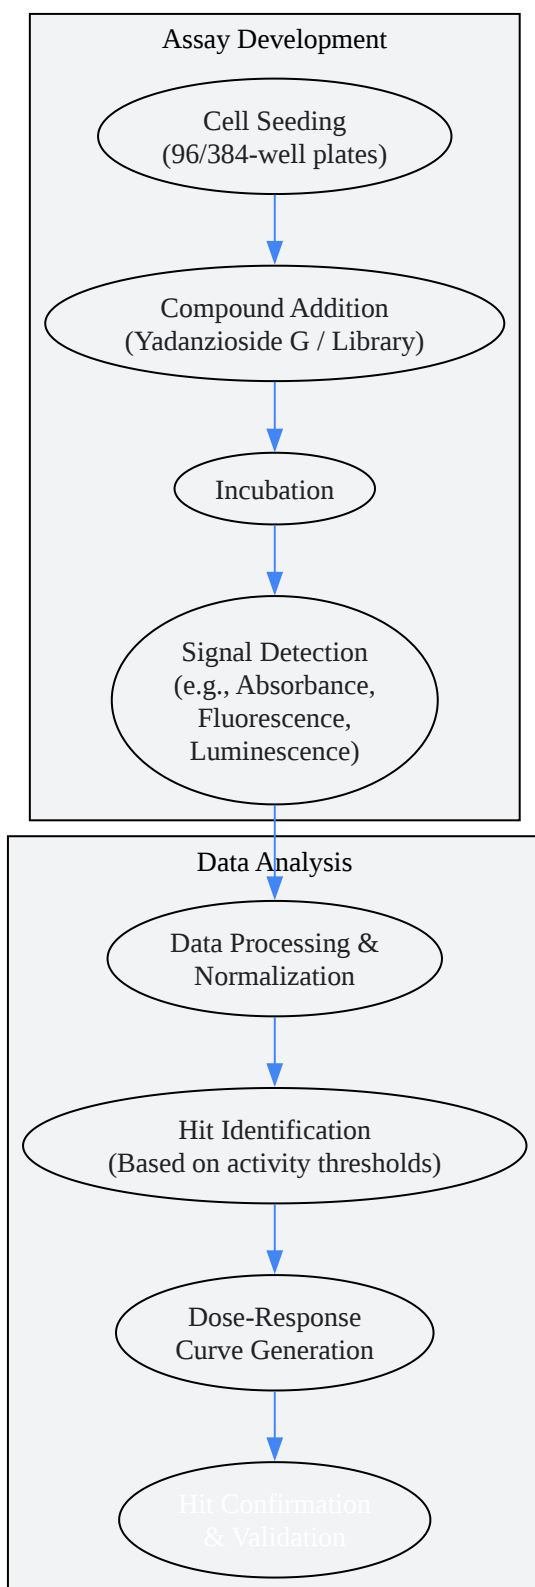 Assay Development
Cell Seeding
(96/384-well plates)
Compound Addition
(Yadanzioside G / Library)
Incubation
Signal Detection
(e.g., Absorbance,
Fluorescence,
Luminescence)
Data Analysis
Data Processing &
Normalization
Hit Identification
(Based on activity thresholds)
Dose-Response
Curve Generation
Hit Confirmation
& Validation